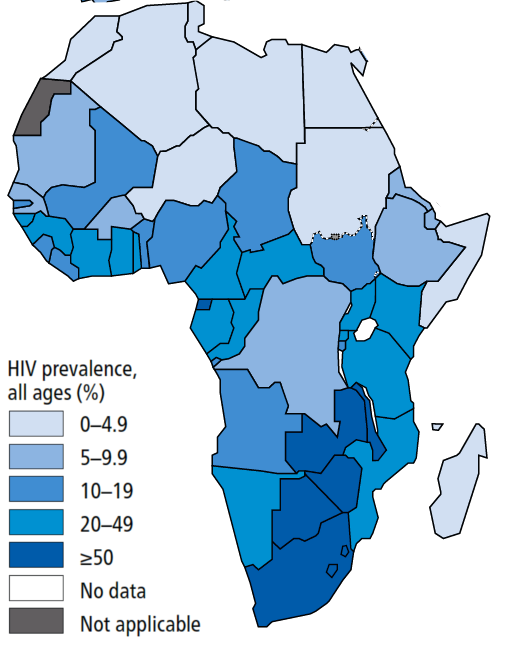 HIV prevalence,
all ages (%)
0–4.9
5–9.9
10–19
20–49
≥50
No data
Not applicable